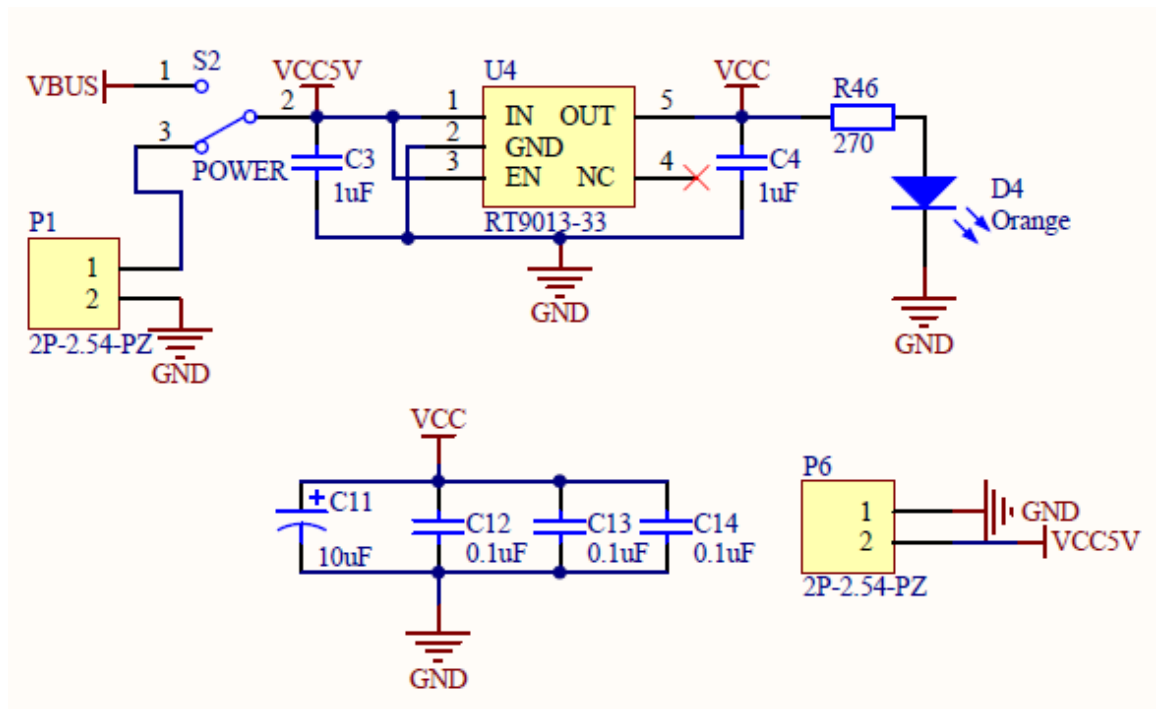 S2
VBUS
1
2
3
POWER
VCC5V
C3
1uF
U4
1 IN OUT 5
2 GND
3 EN NC 4
RT9013-33
GND
VCC
C4
1uF
R46
270
D4
Orange
GND
P1
1
2
2P-2.54-PZ
GND
VCC
C11
10uF
C12
0.1uF
C13
0.1uF
C14
0.1uF
GND
P6
1 GND
2 VCC5V
2P-2.54-PZ